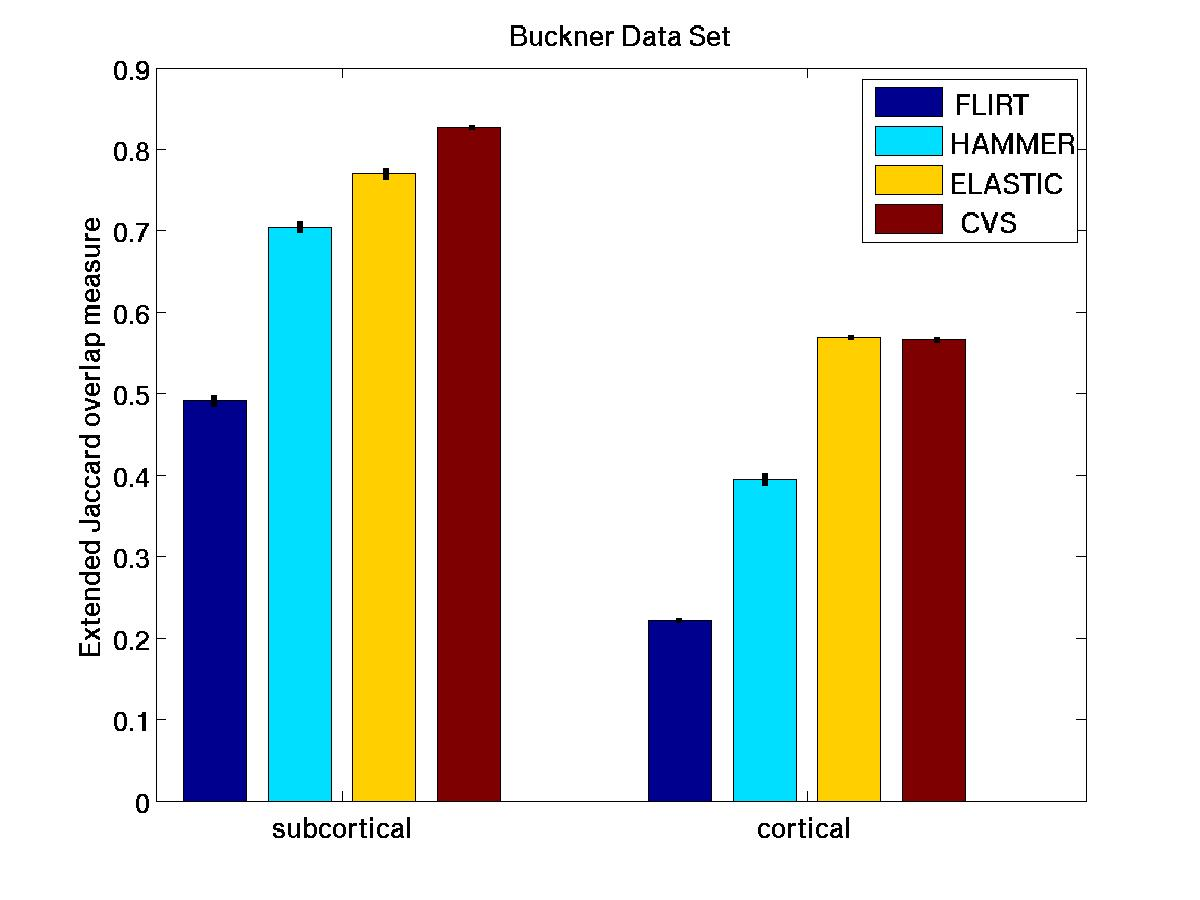 Buckner Data Set
Extended Jaccard overlap measure
0.9
0.8
0.7
0.6
0.5
0.4
0.3
0.2
0.1
0
FLIRT
HAMMER
ELASTIC
CVS
subcortical
cortical